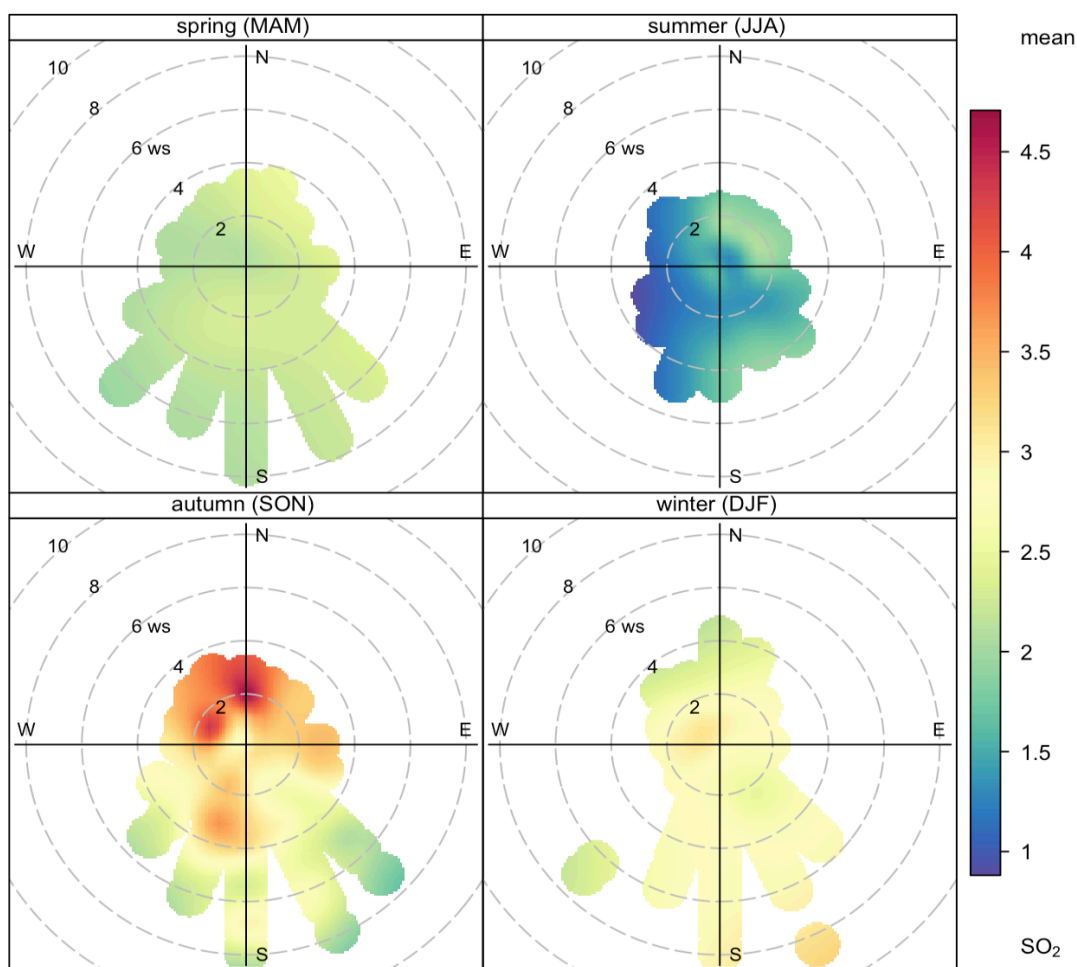 spring (MAM)
summer (JJA)
mean
10
8
6 ws
4
2
N
W
E
S
10
8
6 ws
4
2
N
W
E
S
autumn (SON)
winter (DJF)
10
8
6 ws
4
2
N
W
E
S
10
8
6 ws
4
2
N
W
E
S
4.5
4
3.5
3
2.5
2
1.5
1
SO₂